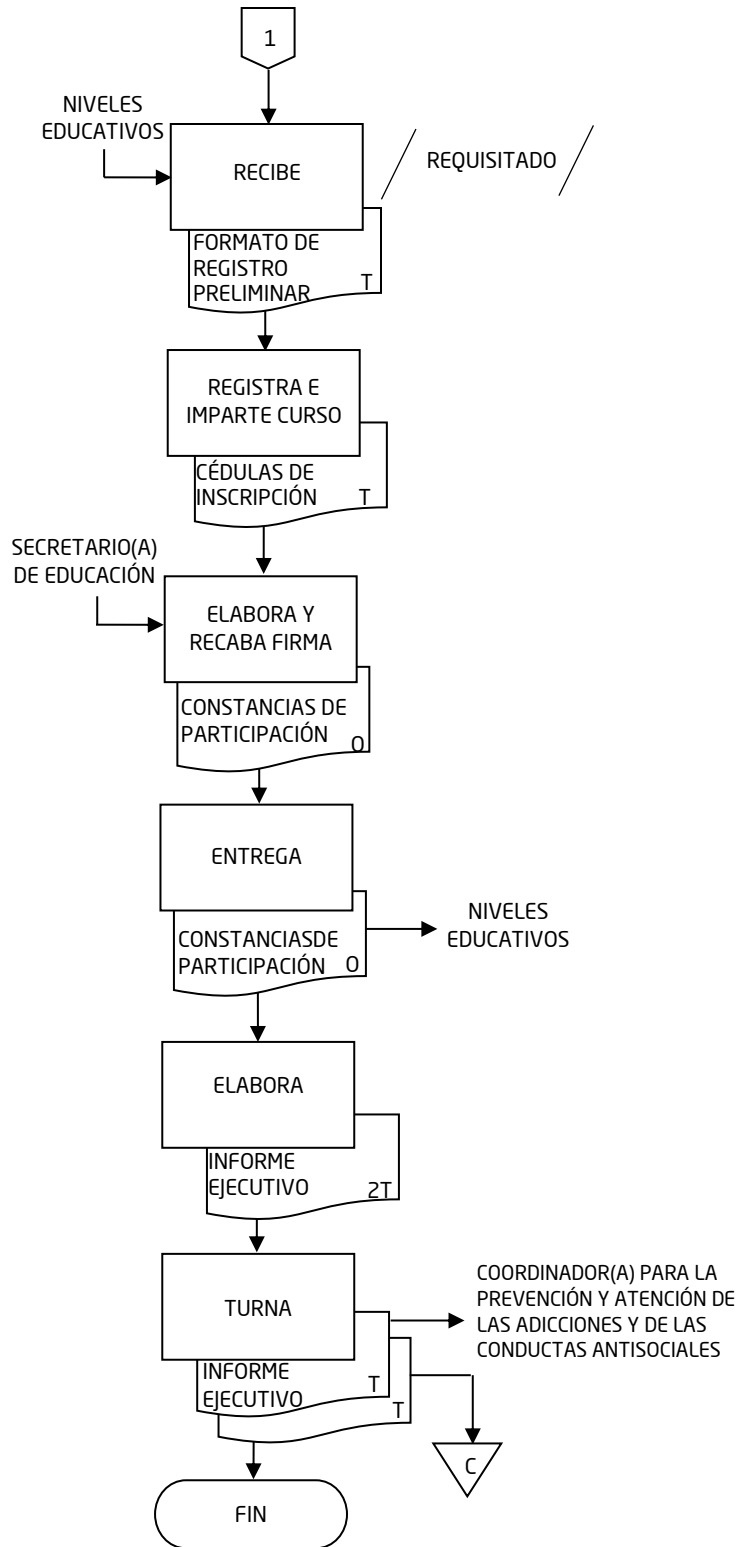 1
NIVELES
EDUCATIVOS
RECIBE
REQUISITADO
FORMATO DE
REGISTRO
PRELIMINAR
T
REGISTRA E
IMPARTE CURSO
CÉDULAS DE
INSCRIPCIÓN T
SECRETARIO(A)
DE EDUCACIÓN
ELABORA Y
RECABA FIRMA
CONSTANCIAS DE
PARTICIPACIÓN O
ENTREGA
CONSTANCIASDE
PARTICIPACIÓN O
NIVELES
EDUCATIVOS
ELABORA
INFORME
EJECUTIVO 2T
TURNA
COORDINADOR(A) PARA LA
PREVENCIÓN Y ATENCIÓN DE
LAS ADICCIONES Y DE LAS
CONDUCTAS ANTISOCIALES
INFORME
EJECUTIVO
T
T
C
FIN